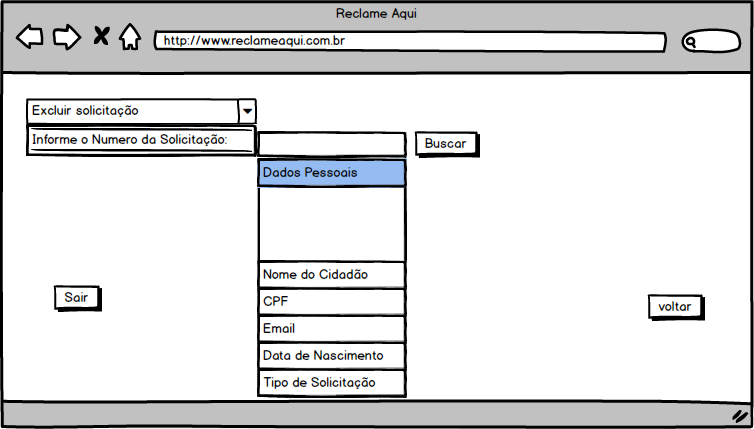 Reclame Aqui
http://www.reclameaqui.com.br
Excluir solicitação
Informe o Numero da Solicitação:
Buscar
Dados Pessoais
Nome do Cidadão
CPF
Email
Data de Nascimento
Tipo de Solicitação
Sair
voltar